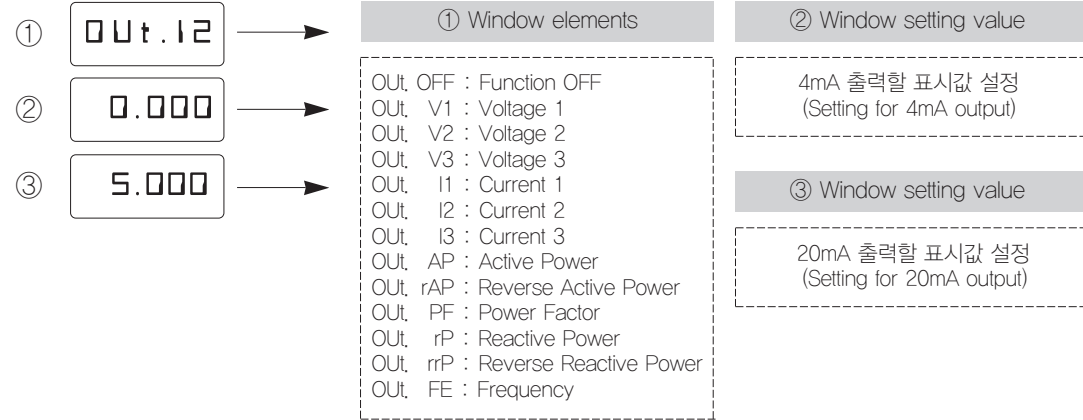 ① OUt.I2
② 0.000
③ 5.000
① Window elements
OUt. OFF : Function OFF
OUt. V1 : Voltage 1
OUt. V2 : Voltage 2
OUt. V3 : Voltage 3
OUt. I1 : Current 1
OUt. I2 : Current 2
OUt. I3 : Current 3
OUt. AP : Active Power
OUt. rAP : Reverse Active Power
OUt. PF : Power Factor
OUt. rP : Reactive Power
OUt. rrP : Reverse Reactive Power
OUt. FE : Frequency
② Window setting value
4mA 출력할 표시값 설정
(Setting for 4mA output)
③ Window setting value
20mA 출력할 표시값 설정
(Setting for 20mA output)